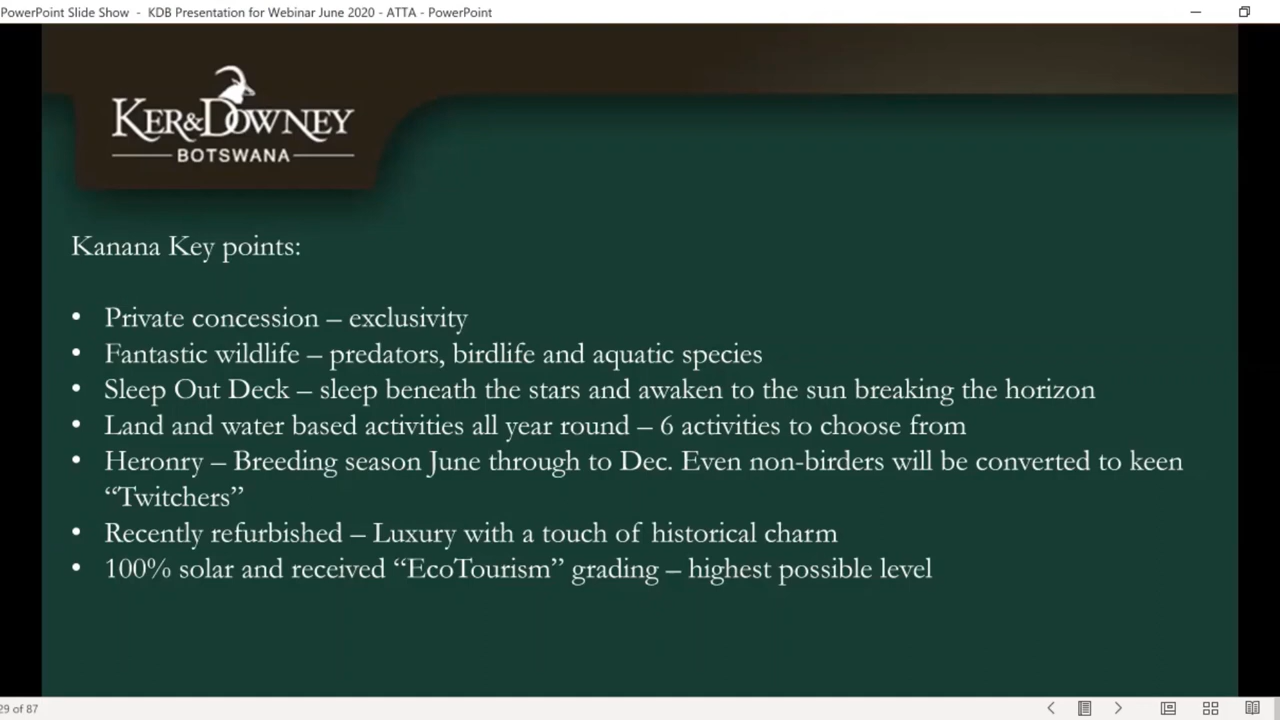 PowerPoint Slide Show - KDB Presentation for Webinar June 2020 - ATTA - PowerPoint
KER&DOWNEY
BOTSWANA
Kanana Key points:
• Private concession – exclusivity
• Fantastic wildlife – predators, birdlife and aquatic species
• Sleep Out Deck – sleep beneath the stars and awaken to the sun breaking the horizon
• Land and water based activities all year round – 6 activities to choose from
• Heronry – Breeding season June through to Dec. Even non-birders will be converted to keen
“Twitchers”
• Recently refurbished – Luxury with a touch of historical charm
• 100% solar and received “EcoTourism” grading – highest possible level
29 of 87